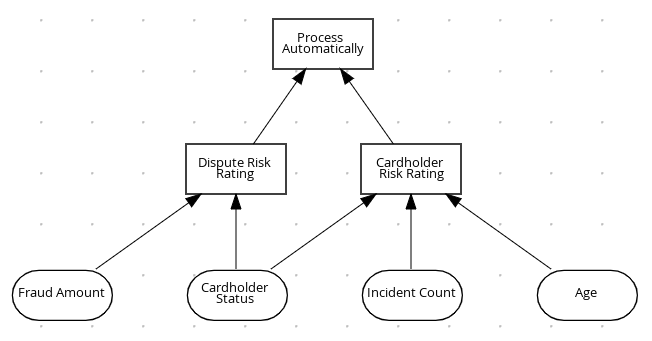 Process
Automatically
Dispute Risk
Rating
Cardholder
Risk Rating
Fraud Amount
Cardholder
Status
Incident Count
Age